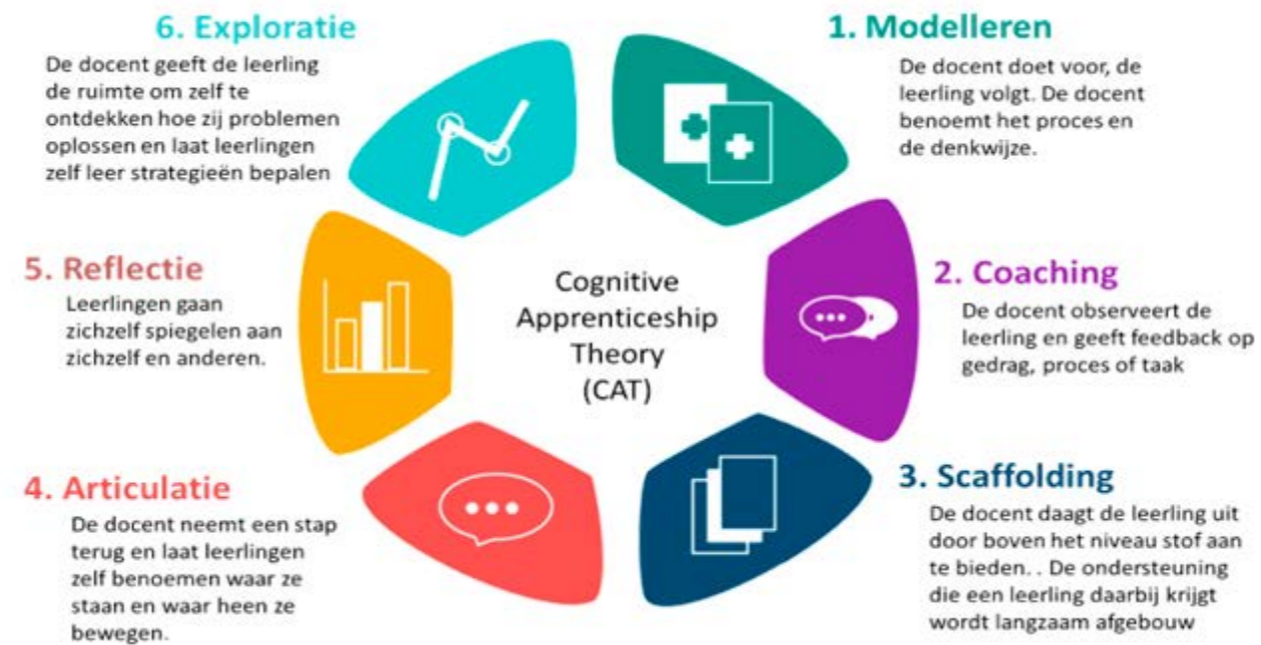 1. Modelleren
De docent doet voor, de
leerling volgt. De docent
benoemt het proces en
de denkwijze.
2. Coaching
De docent observeert de
leerling en geeft feedback op
gedrag, proces of taak
3. Scaffolding
De docent daagt de leerling uit
door boven het niveau stof aan
te bieden. . De ondersteuning
die een leerling daarbij krijgt
wordt langzaam afgebouw
4. Articulatie
De docent neemt een stap
terug en laat leerlingen
zelf benoemen waar ze
staan en waar heen ze
bewegen.
5. Reflectie
Leerlingen gaan
zichzelf spiegelen aan
zichzelf en anderen.
6. Exploratie
De docent geeft de leerling
de ruimte om zelf te
ontdekken hoe zij problemen
oplossen en laat leerlingen
zelf leer strategieën bepalen
Cognitive
Apprenticeship
Theory
(CAT)